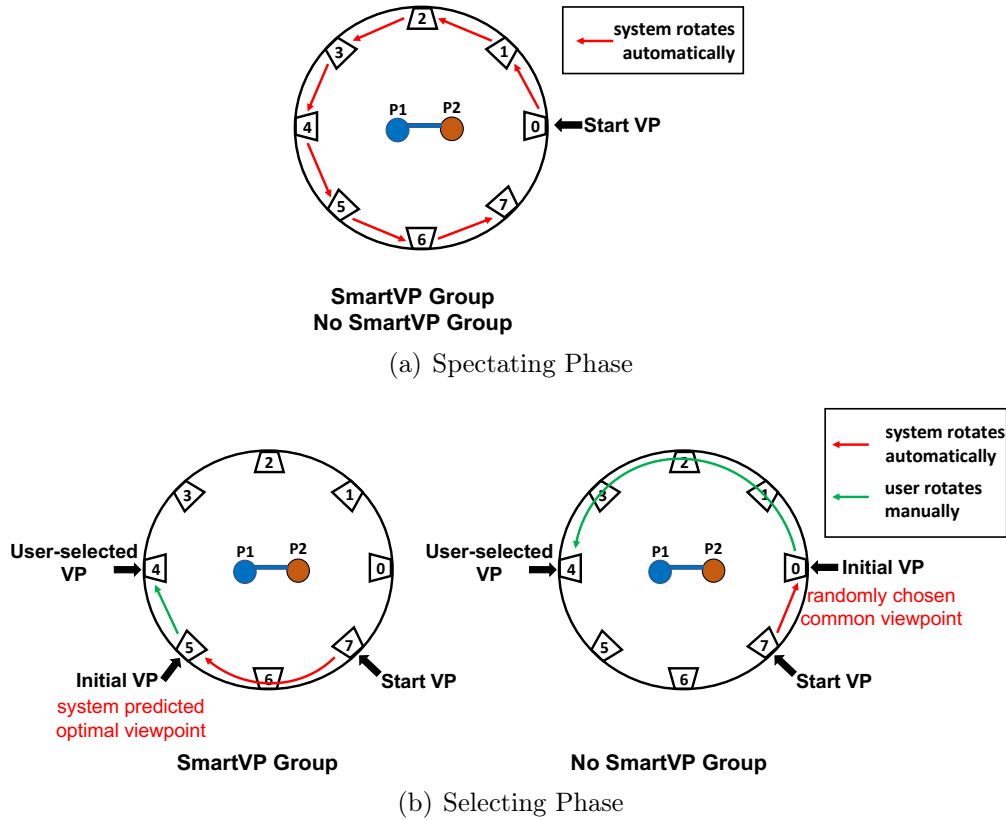 2
3
1
4
0
5
7
6
P1
P2
Start VP
system rotates
automatically
SmartVP Group
No SmartVP Group
(a) Spectating Phase
2
3
1
4
0
5
7
6
P1
P2
User-selected
VP
Initial VP
system predicted
optimal viewpoint
Start VP
SmartVP Group
2
3
1
4
0
5
7
6
P1
P2
User-selected
VP
Initial VP
randomly chosen
common viewpoint
Start VP
No SmartVP Group
system rotates
automatically
user rotates
manually
(b) Selecting Phase